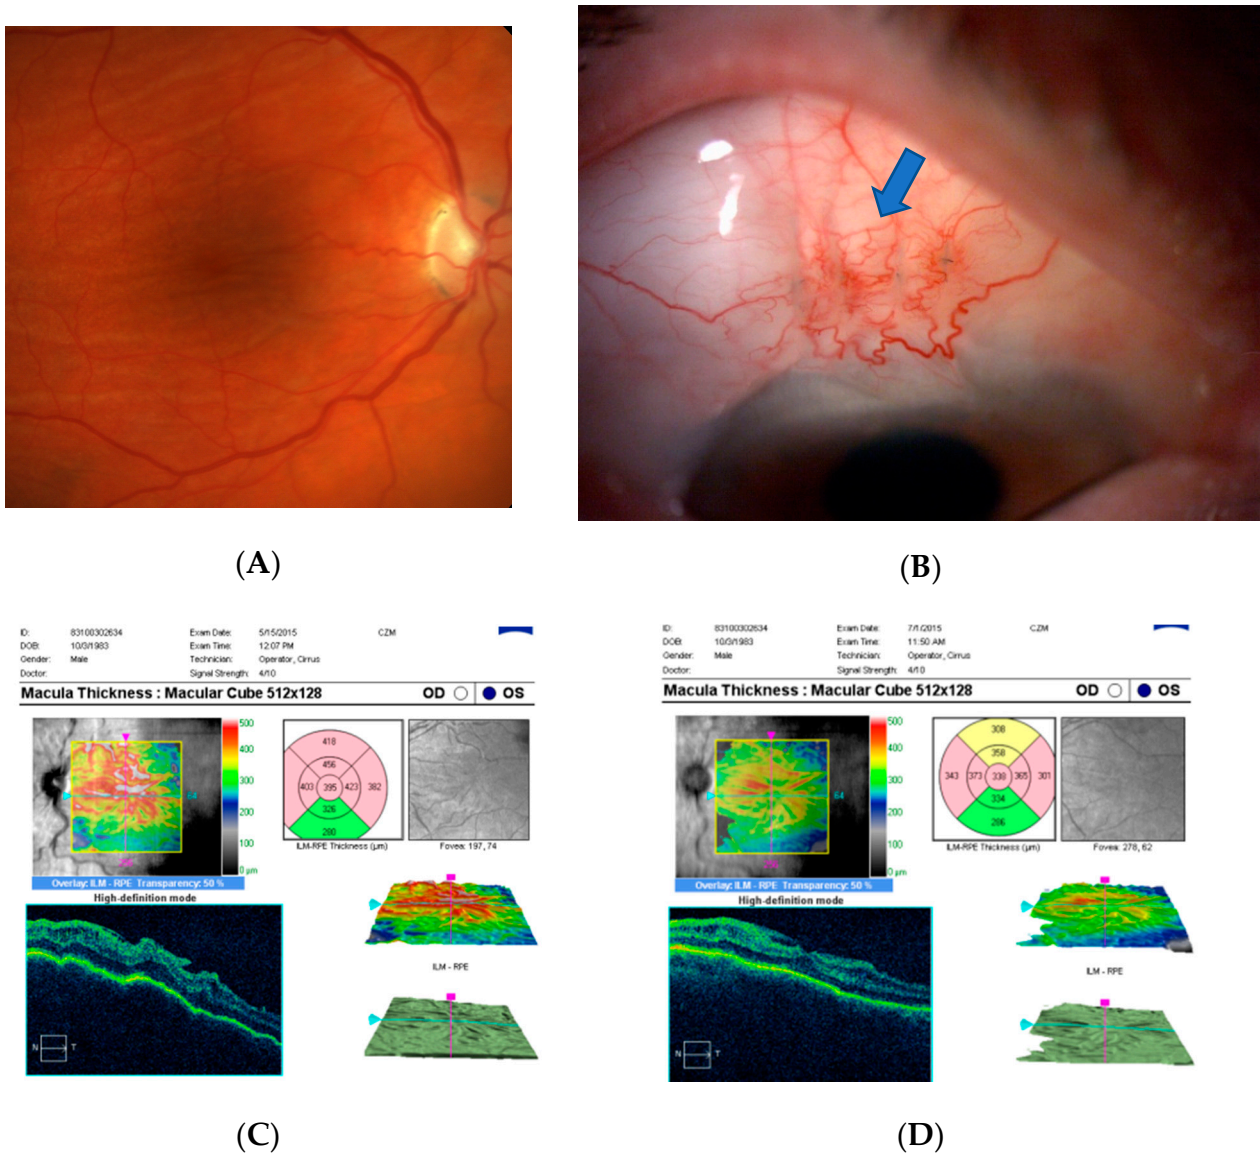 (A)
(B)
ID: 83100302634 Exam Date: 5/15/2015 CZM
DOB: 10/3/1983 Exam Time: 12:07 PM
Gender: Male Technician: Operator, Cirrus
Doctor: Signal Strength: 4/10
Macula Thickness : Macular Cube 512x128 OD OS
500
400
300
200
100
0 µm
64
418
456
403 395 423 382
326
280
ILM-RPE Thickness (µm)
Fovea: 197, 74
Overlay: ILM - RPE Transparency: 50 %
High-definition mode
ILM - RPE
N T
(C)
ID: 83100302634 Exam Date: 7/1/2015 CZM
DOB: 10/3/1983 Exam Time: 11:50 AM
Gender: Male Technician: Operator, Cirrus
Doctor: Signal Strength: 4/10
Macula Thickness : Macular Cube 512x128 OD OS
500
400
300
200
100
0 µm
64
308
358
343 373 338 365 301
334
286
ILM-RPE Thickness (µm)
Fovea: 278, 62
Overlay: ILM - RPE Transparency: 50 %
High-definition mode
ILM - RPE
N T
(D)